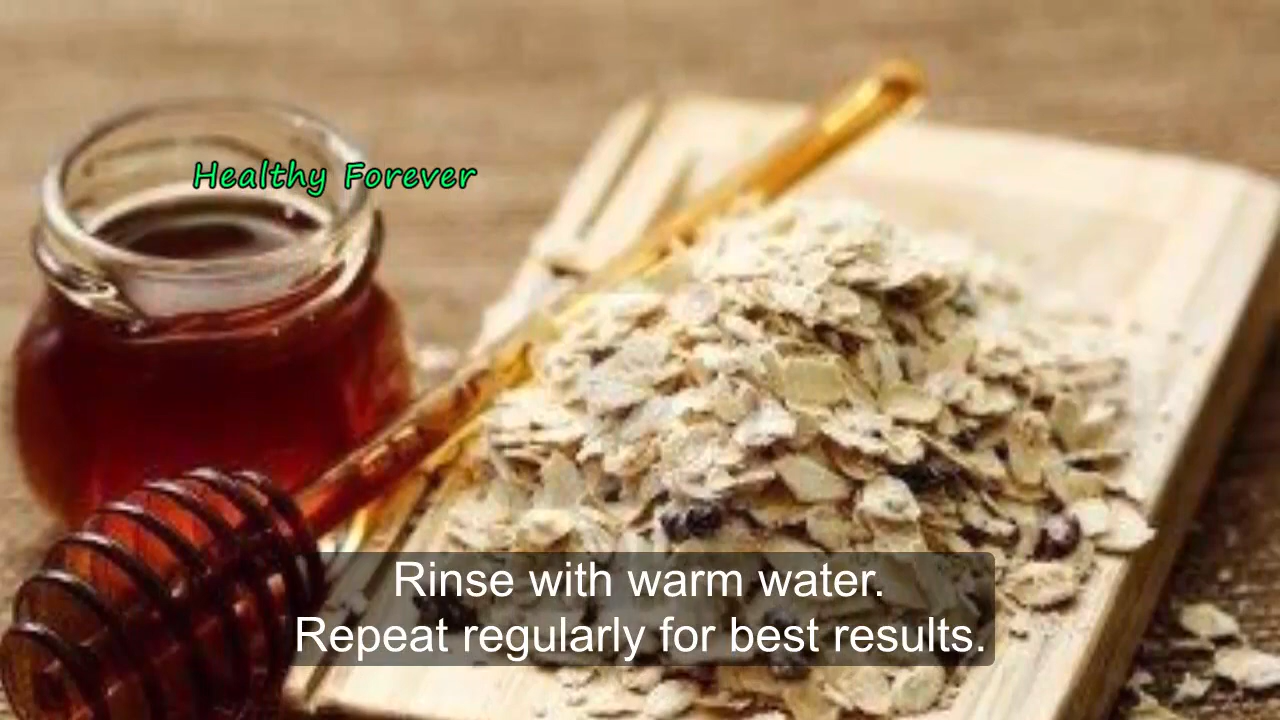 Healthy Forever
Rinse with warm water.
Repeat regularly for best results.